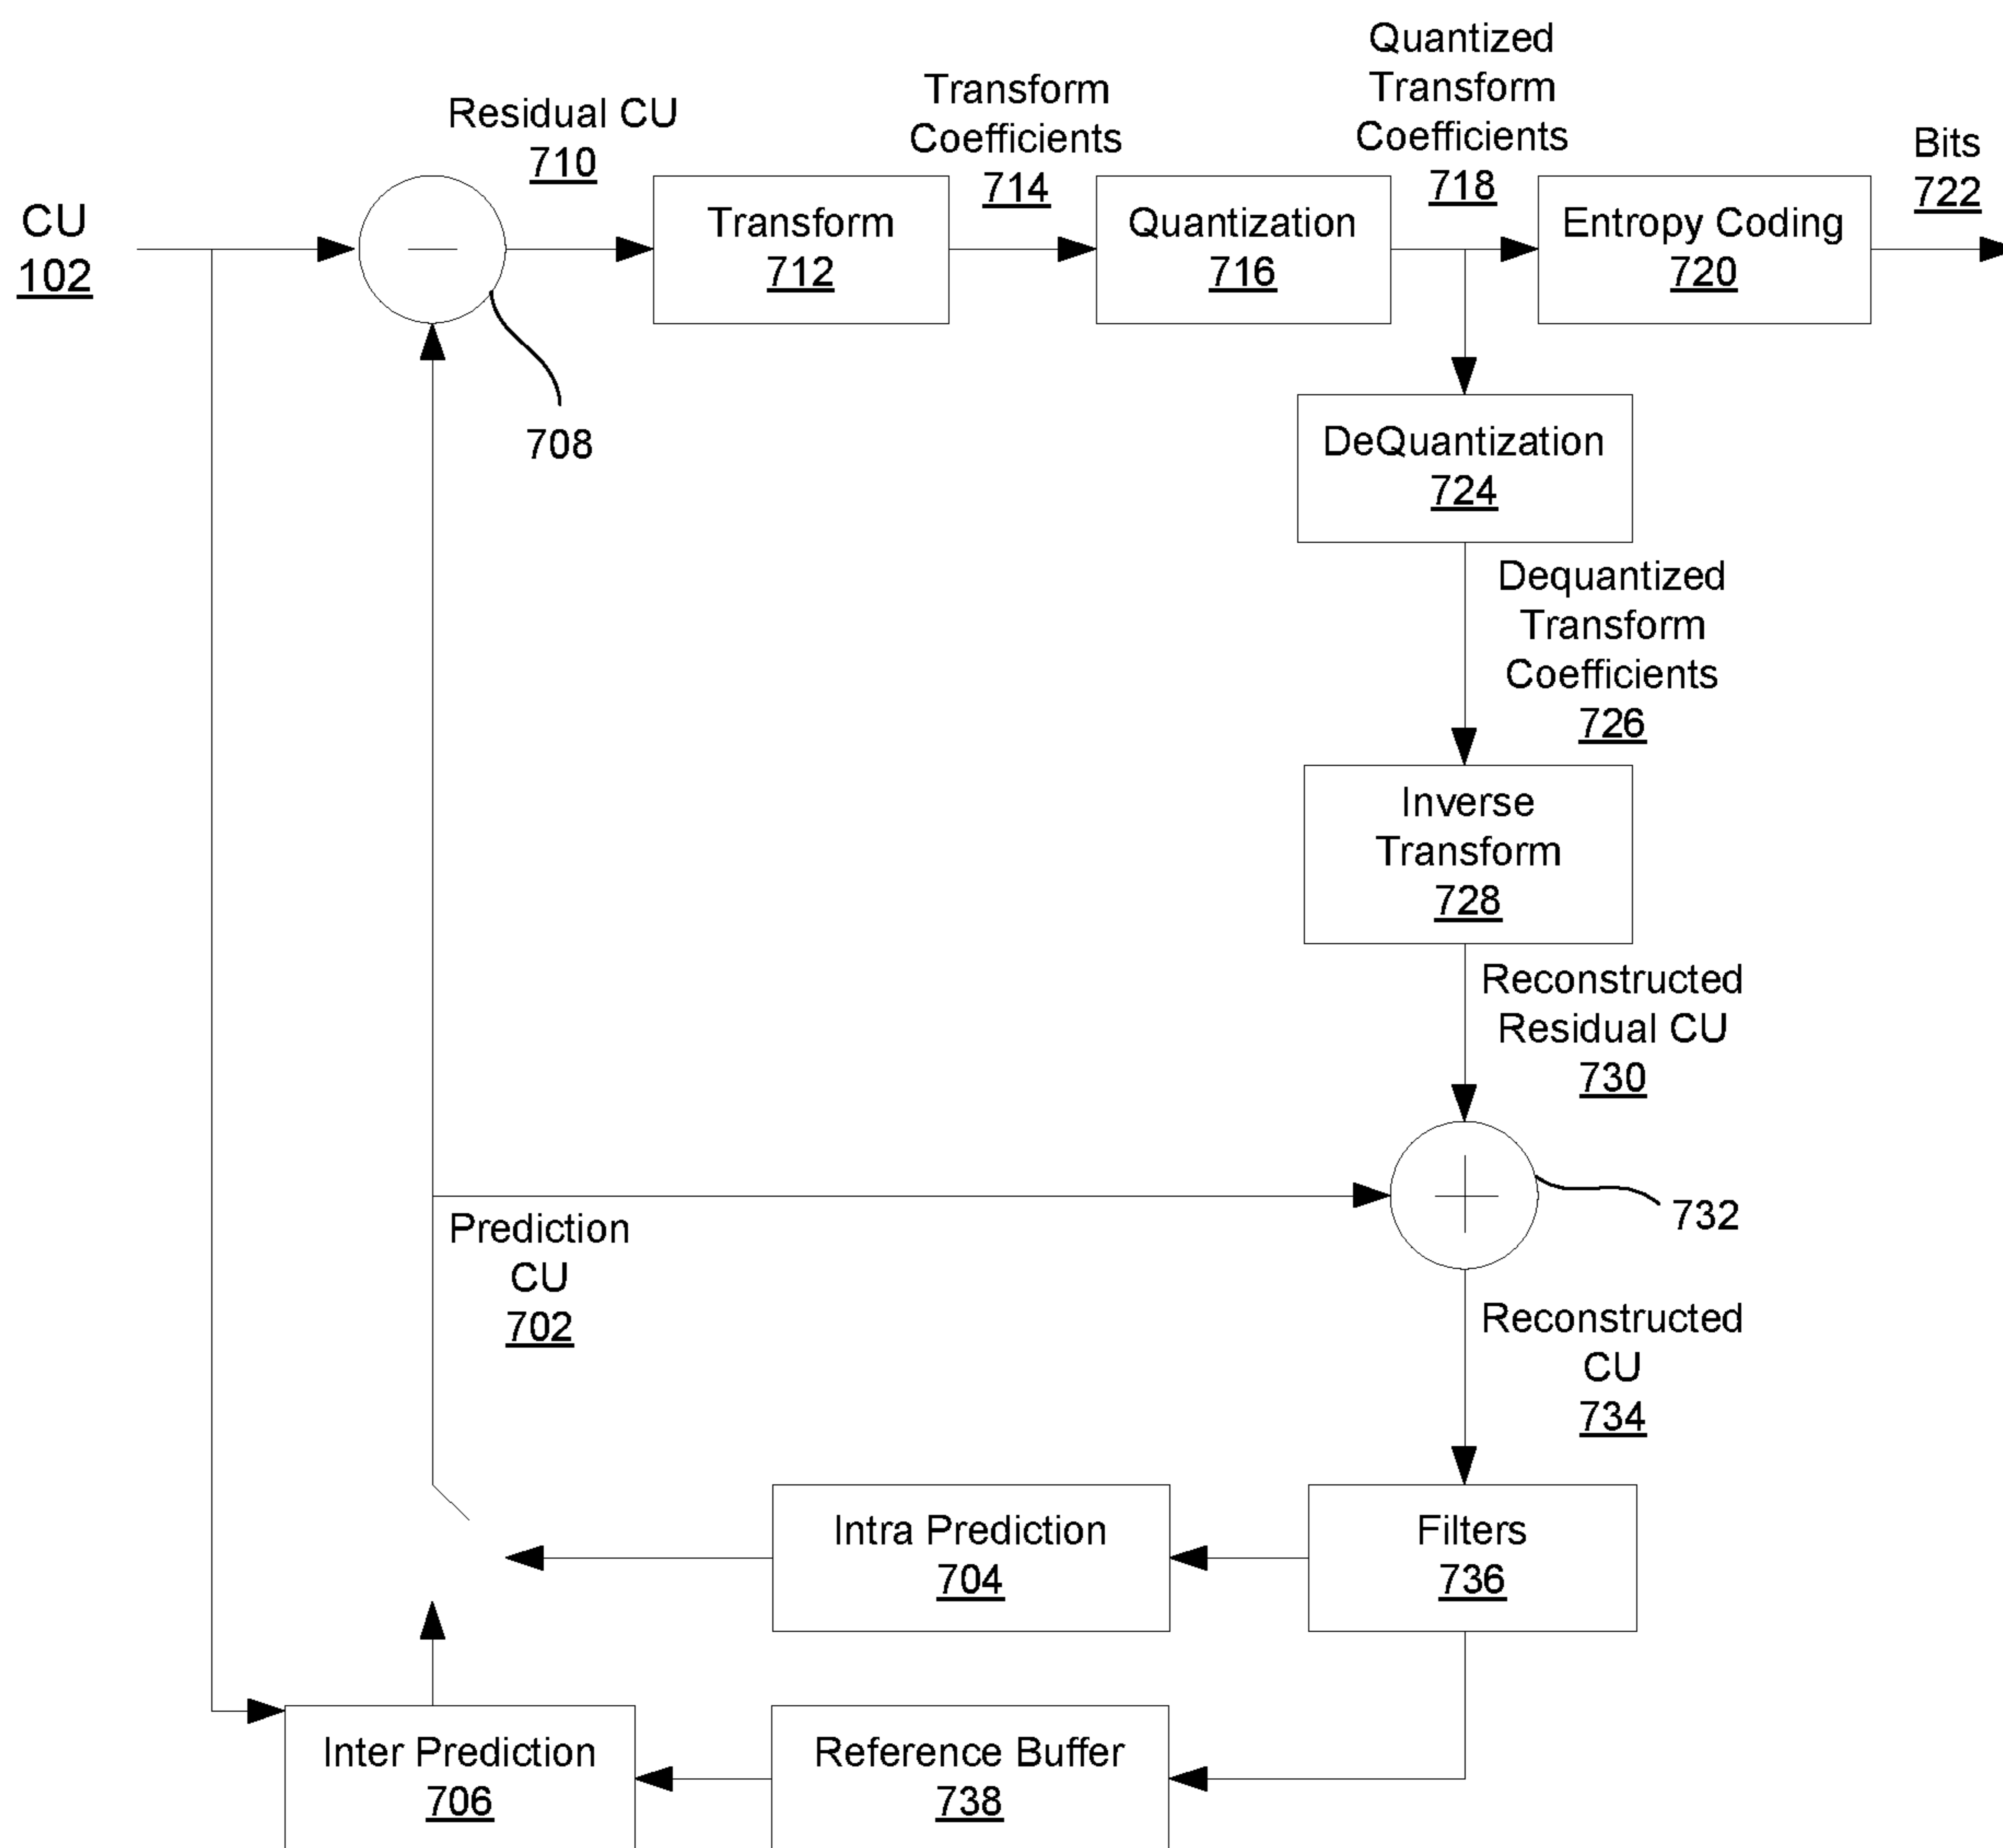 CU
102
Residual CU
710
Transform
712
Transform
Coefficients
714
Quantization
716
Quantized
Transform
Coefficients
718
Entropy Coding
720
Bits
722
708
DeQuantization
724
Dequantized
Transform
Coefficients
726
Inverse
Transform
728
Reconstructed
Residual CU
730
732
Prediction
CU
702
Reconstructed
CU
734
Intra Prediction
704
Filters
736
Inter Prediction
706
Reference Buffer
738